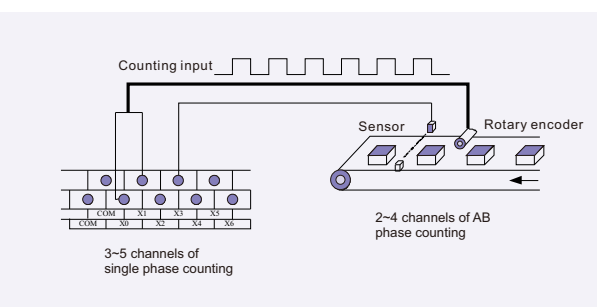 Counting input
Sensor
Rotary encoder
COM X1 X3 X5
COM X0 X2 X4 X6
2~4 channels of AB
phase counting
3~5 channels of
single phase counting